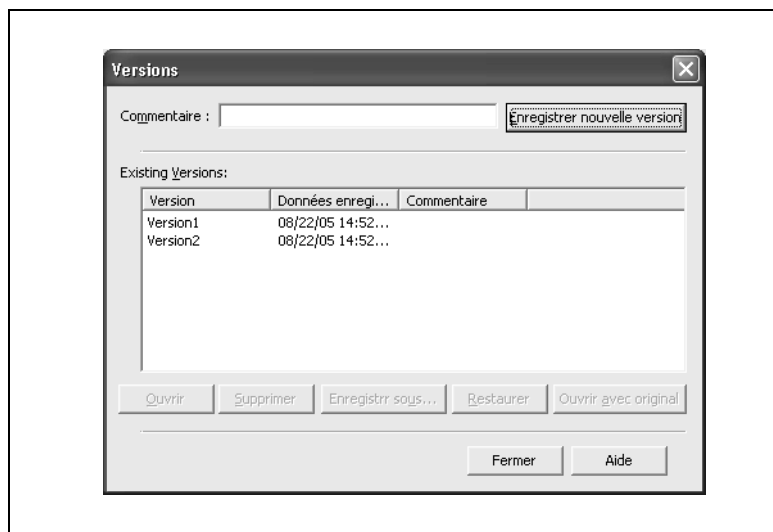 Versions
Commentaire : Enregistrer nouvelle version
Existing Versions:
Version Données enregi... Commentaire
Version1 08/22/05 14:52...
Version2 08/22/05 14:52...
Ouvrir Supprimer Enregistrr sous... Restaurer Ouvrir avec original
Fermer Aide